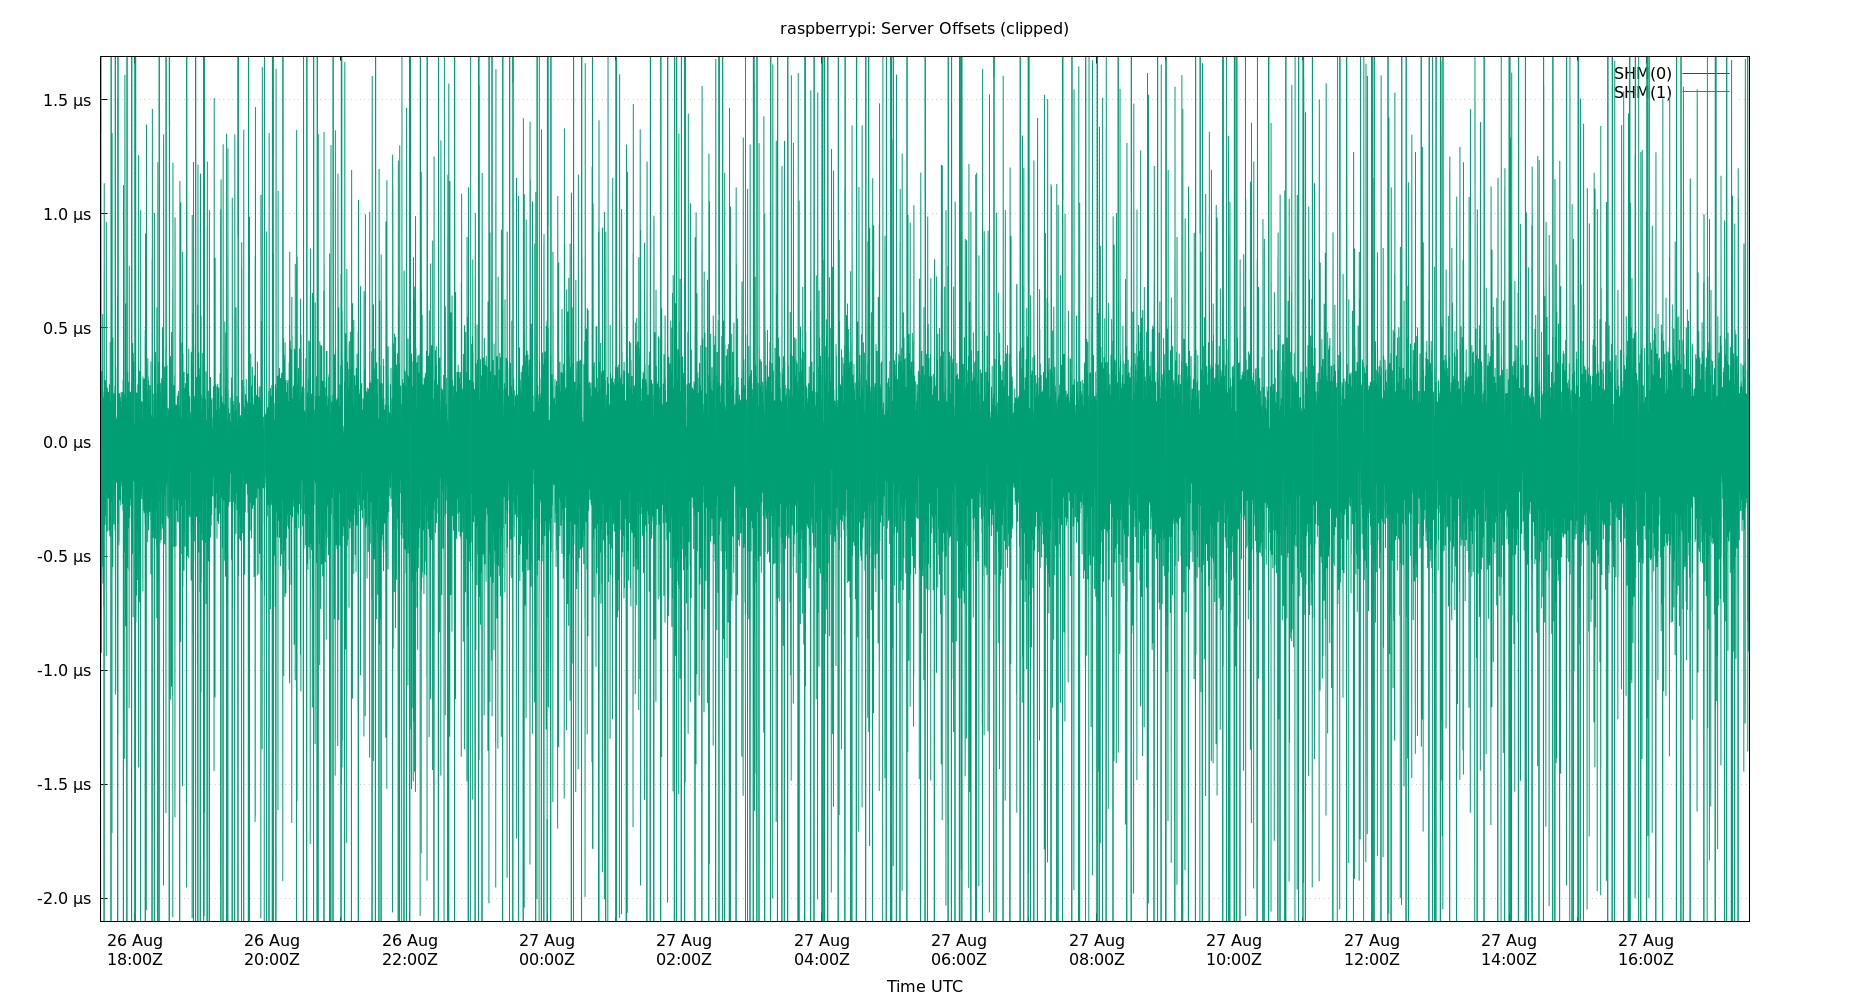 raspberrypi: Server Offsets (clipped)
SHM(0)
SHM(1)
1.5 µs
1.0 µs
0.5 µs
0.0 µs
-0.5 µs
-1.0 µs
-1.5 µs
-2.0 µs
26 Aug 26 Aug 26 Aug 27 Aug 27 Aug 27 Aug 27 Aug 27 Aug 27 Aug 27 Aug 27 Aug 27 Aug
18:00Z 20:00Z 22:00Z 00:00Z 02:00Z 04:00Z 06:00Z 08:00Z 10:00Z 12:00Z 14:00Z 16:00Z
Time UTC